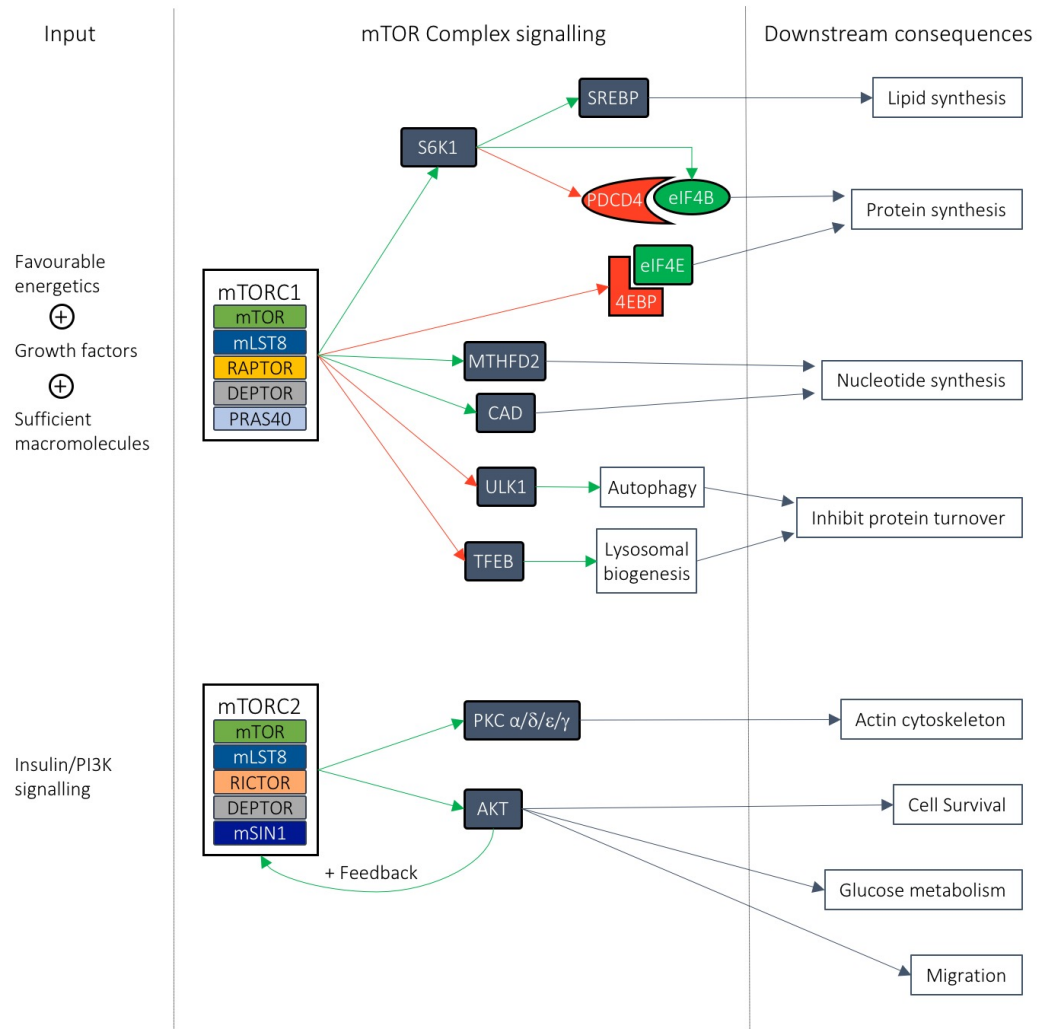 Input
mTOR Complex signalling
Downstream consequences
SREBP
Lipid synthesis
S6K1
PDCD4
eIF4B
Protein synthesis
eIF4E
4EBP
Favourable
energetics
+
Growth factors
+
Sufficient
macromolecules
mTORC1
mTOR
mLST8
RAPTOR
DEPTOR
PRAS40
MTHFD2
CAD
Nucleotide synthesis
ULK1
Autophagy
Inhibit protein turnover
TFEB
Lysosomal
biogenesis
Insulin/PI3K
signalling
mTORC2
mTOR
mLST8
RICTOR
DEPTOR
mSIN1
PKC α/δ/ε/γ
Actin cytoskeleton
AKT
Cell Survival
+ Feedback
Glucose metabolism
Migration